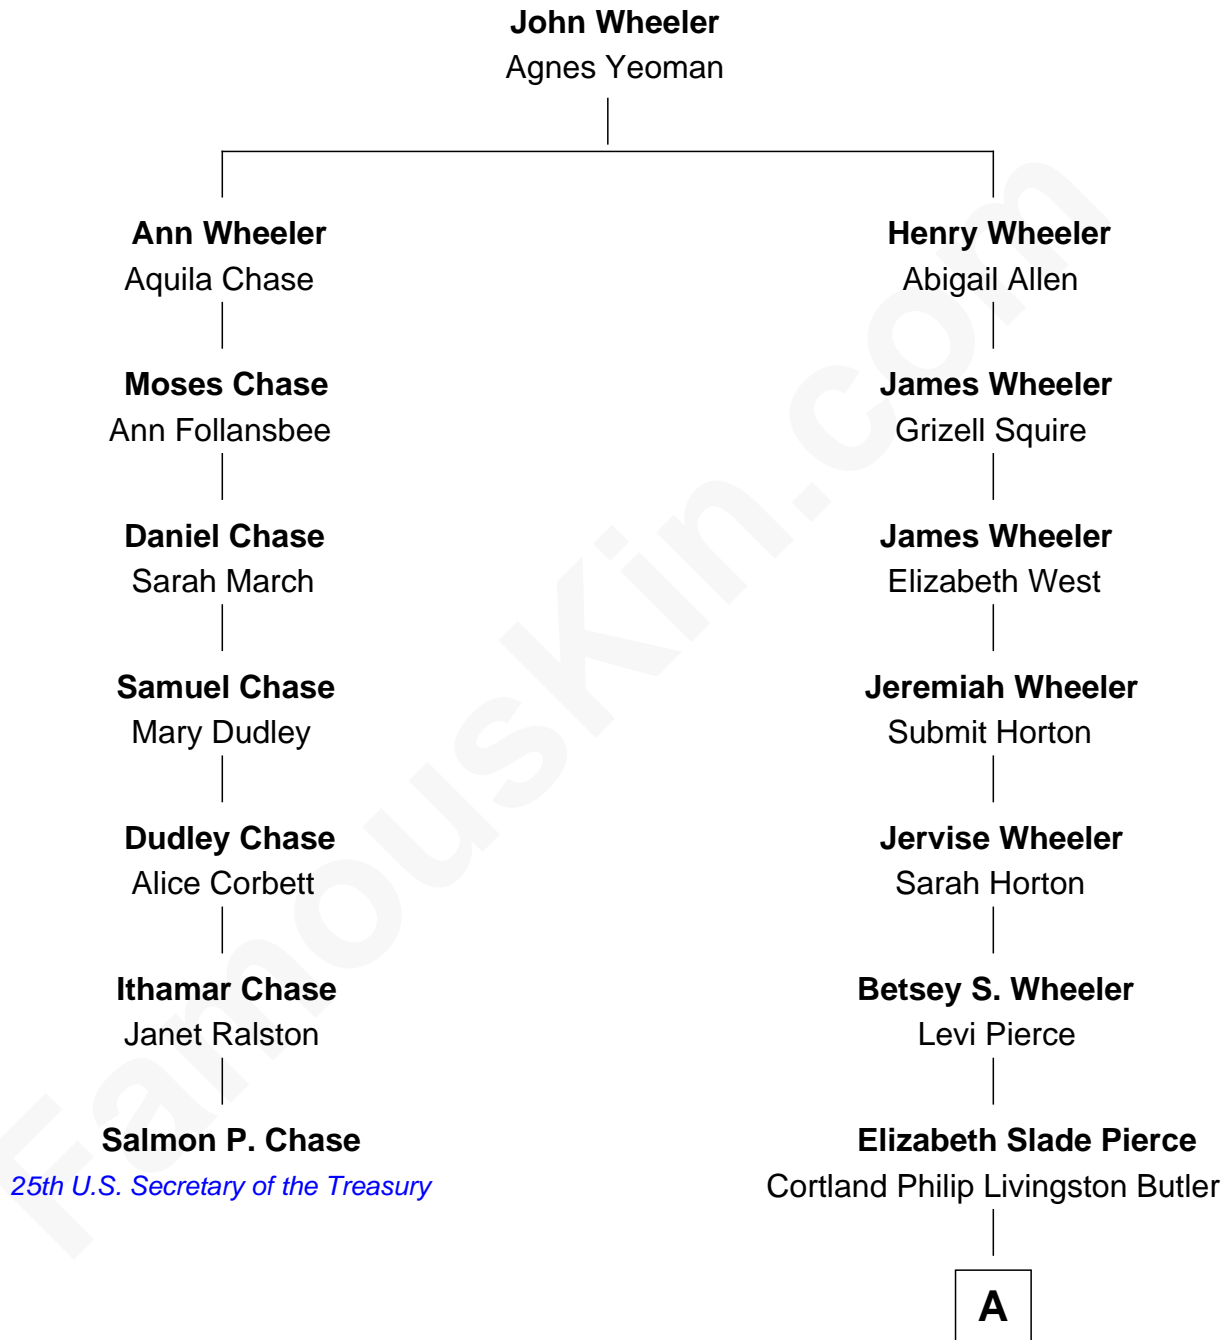 John Wheeler
Agnes Yeoman
Ann Wheeler
Aquila Chase
Henry Wheeler
Abigail Allen
Moses Chase
Ann Follansbee
James Wheeler
Grizell Squire
Daniel Chase
Sarah March
James Wheeler
Elizabeth West
Samuel Chase
Mary Dudley
Jeremiah Wheeler
Submit Horton
Dudley Chase
Alice Corbett
Jervise Wheeler
Sarah Horton
Ithamar Chase
Janet Ralston
Betsey S. Wheeler
Levi Pierce
Salmon P. Chase
25th U.S. Secretary of the Treasury
Elizabeth Slade Pierce
Cortland Philip Livingston Butler
A
FamousKin.com